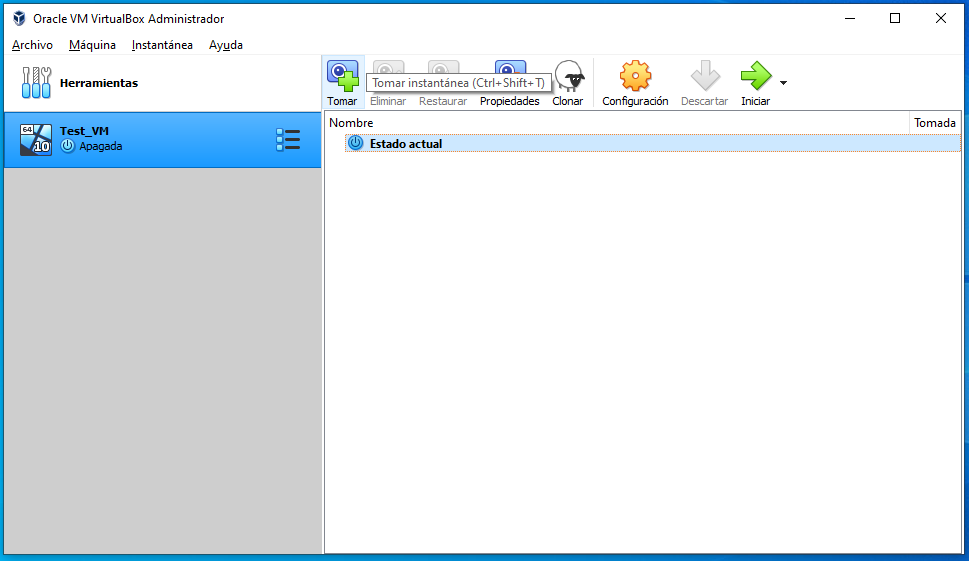 Oracle VM VirtualBox Administrador
Archivo Máquina Instantánea Ayuda
Herramientas
64
10
Test_VM
Apagada
Tomar instantánea (Ctrl+Shift+T)
Tomar Eliminar Restaurar Propiedades Clonar Configuración Descartar Iniciar
Nombre Tomada
Estado actual